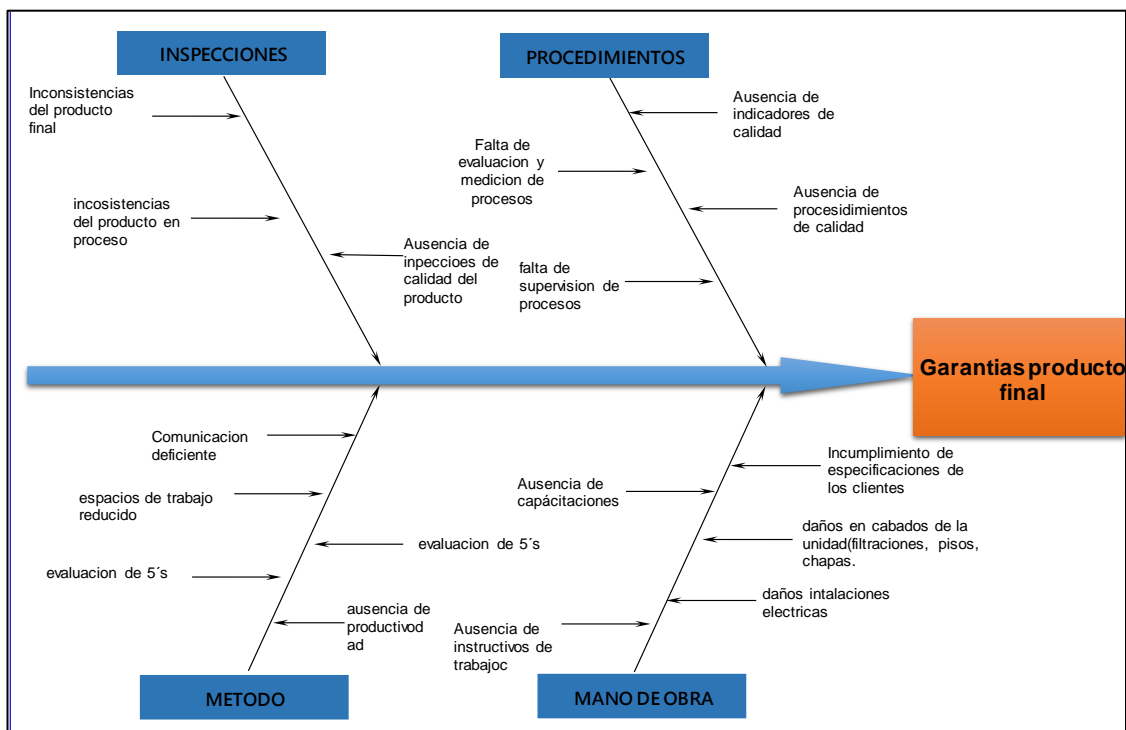 INSPECCIONES
PROCEDIMIENTOS
Inconsistencias
del producto
final
Ausencia de
indicadores de
calidad
Falta de
evaluacion y
medicion de
procesos
incosistencias
del producto en
proceso
Ausencia de
procesidimientos
de calidad
Ausencia de
inpeccioes de
calidad del
producto
falta de
supervision de
procesos
Garantias producto
final
Comunicacion
deficiente
Incumplimiento de
especificaciones de
los clientes
espacios de trabajo
reducido
Ausencia de
capácitaciones
evaluacion de 5´s
daños en cabados de la
unidad(filtraciones, pisos,
chapas.
evaluacion de 5´s
daños intalaciones
electricas
ausencia de
productivod
ad
Ausencia de
instructivos de
trabajoc
METODO
MANO DE OBRA